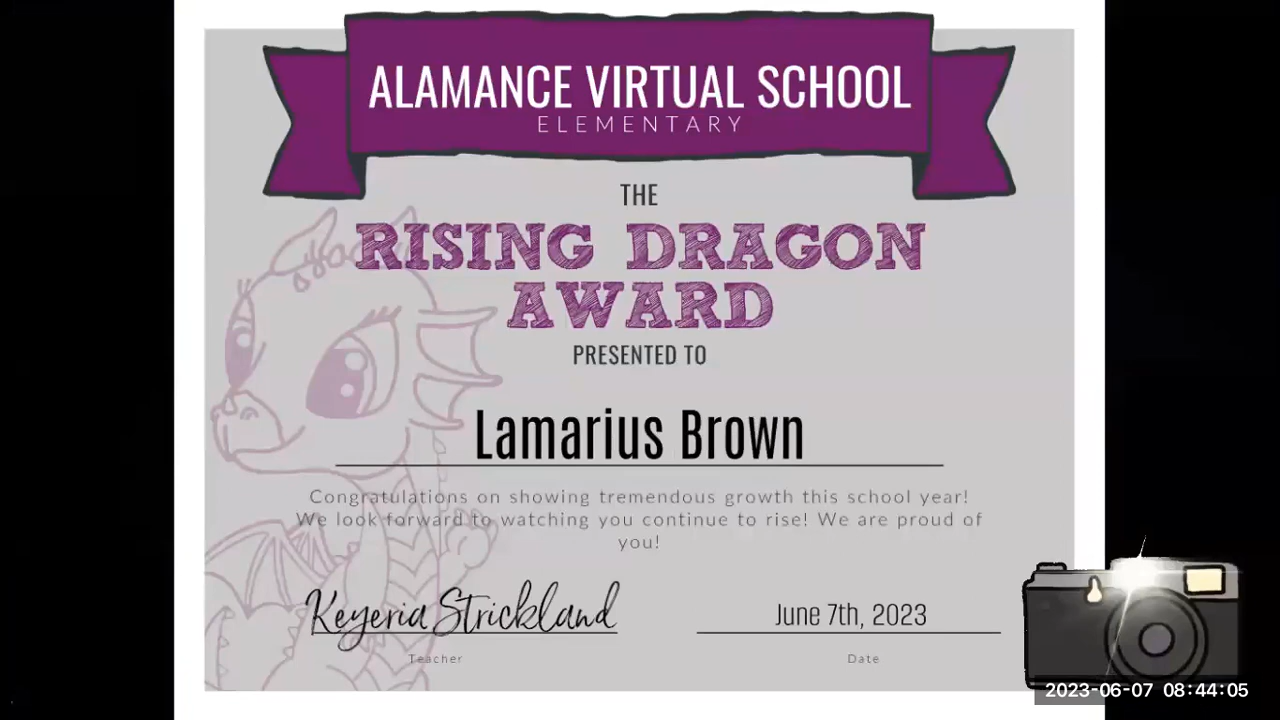 ALAMANCE VIRTUAL SCHOOL
ELEMENTARY
THE
RISING DRAGON
AWARD
PRESENTED TO
Lamarius Brown
Congratulations on showing tremendous growth this school year!
We look forward to watching you continue to rise! We are proud of
you!
Keyeria Strickland
June 7th, 2023
Teacher
Date
2023-06-07 08:44:05